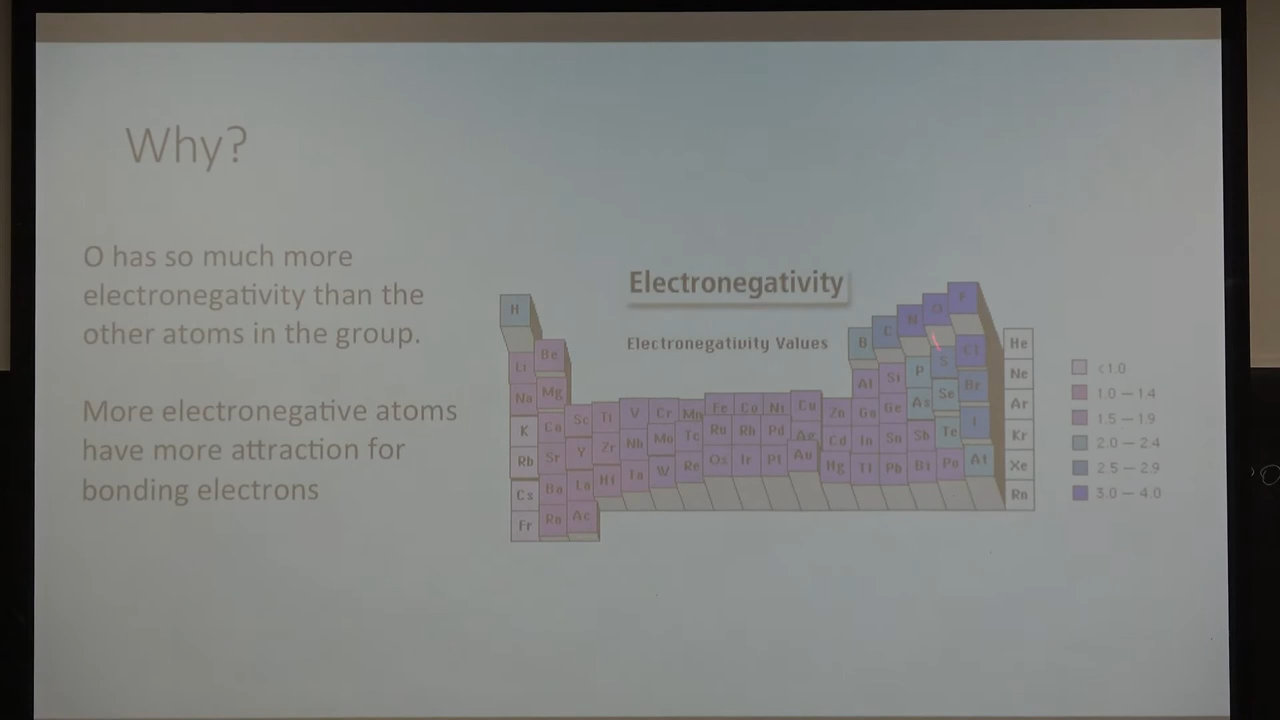 Why?
O has so much more
electronegativity than the
other atoms in the group.
More electronegative atoms
have more attraction for
bonding electrons
Electronegativity
Electronegativity Values
H
B C N O F
He
Li Be
Al Si P S Cl
Ne
Na Mg
K Ca Sc Ti V Cr Mn Fe Co Ni Cu Zn Ga Ge As Se Br
Ar
Rb Sr Y Zr Nb Mo Tc Ru Rh Pd Ag Cd In Sn Sb Te I
Kr
Cs Ba La Hf Ta W Re Os Ir Pt Au Hg Tl Pb Bi Po At
Xe
Fr Ra Ac
Rn
<1.0
1.0 – 1.4
1.5 – 1.9
2.0 – 2.4
2.5 – 2.9
3.0 – 4.0